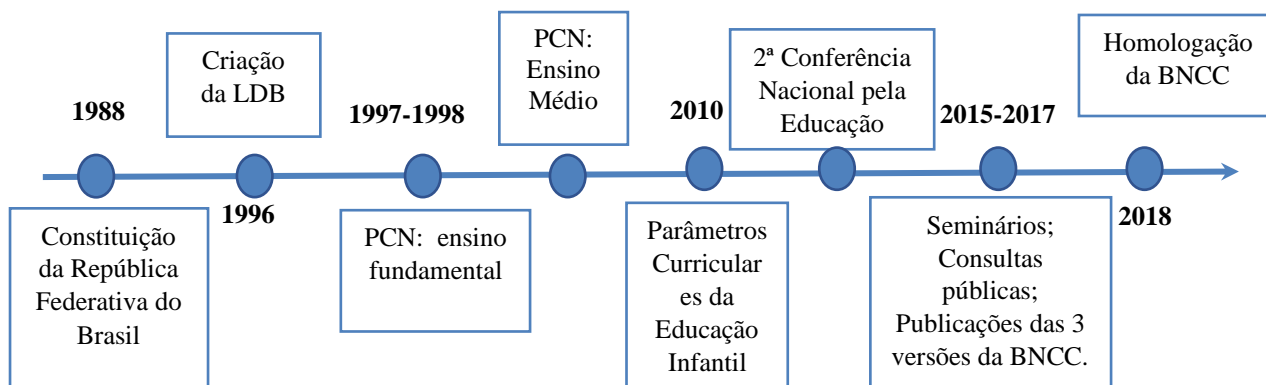 1988
Constituição
da República
Federativa do
Brasil
Criação
da LDB
1996
1997-1998
PCN: ensino
fundamental
PCN:
Ensino
Médio
2010
Parâmetros
Curricular
es da
Educação
Infantil
2ª Conferência
Nacional pela
Educação
2015-2017
Seminários;
Consultas
públicas;
Publicações das 3
versões da BNCC.
Homologação
da BNCC
2018